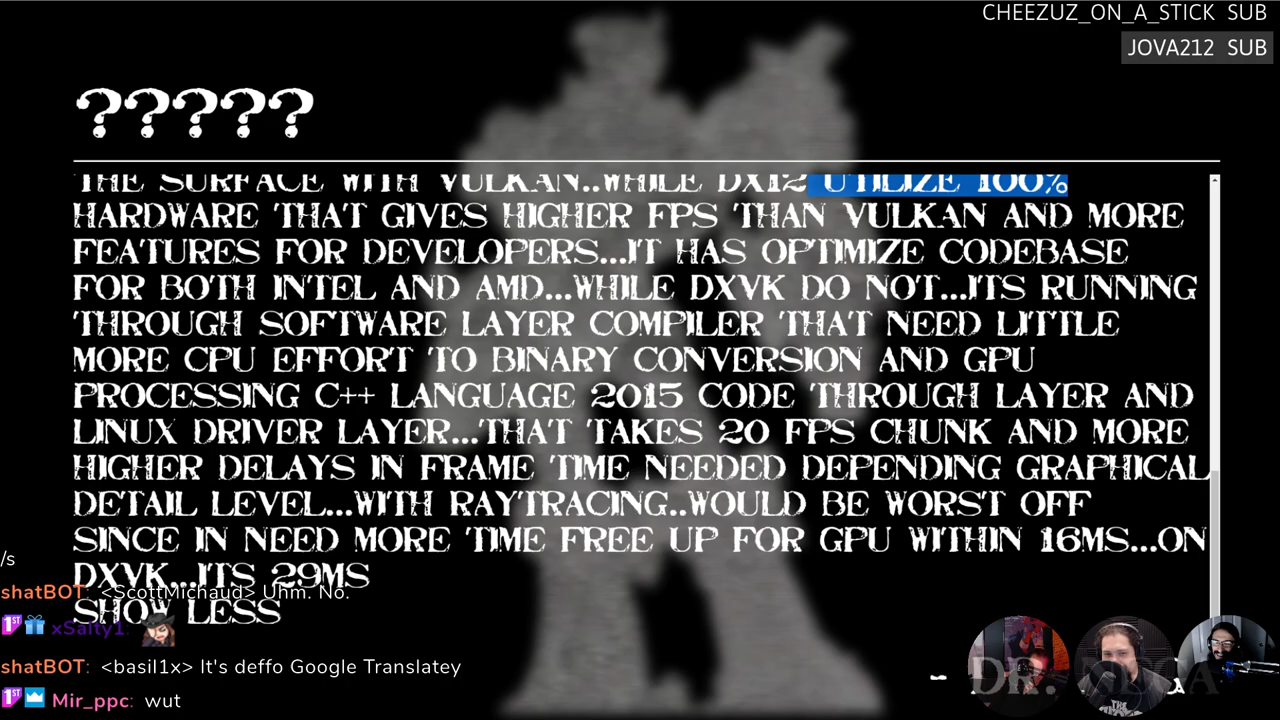 CHEEZUZ_ON_A_STICK SUB
JOVA212 SUB
?????
THE SURFACE WITH VULKAN..WHILE DX12 UTILIZE 100%
HARDWARE THAT GIVES HIGHER FPS THAN VULKAN AND MORE
FEATURES FOR DEVELOPERS...IT HAS OPTIMIZE CODEBASE
FOR BOTH INTEL AND AMD...WHILE DXVK DO NOT...ITS RUNNING
THROUGH SOFTWARE LAYER COMPILER THAT NEED LITTLE
MORE CPU EFFORT TO BINARY CONVERSION AND GPU
PROCESSING C++ LANGUAGE 2015 CODE THROUGH LAYER AND
LINUX DRIVER LAYER...THAT TAKES 20 FPS CHUNK AND MORE
HIGHER DELAYS IN FRAME TIME NEEDED DEPENDING GRAPHICAL
DETAIL LEVEL...WITH RAYTRACING..WOULD BE WORST OFF
SINCE IN NEED MORE TIME FREE UP FOR GPU WITHIN 16MS...ON
DXVK...ITS 29MS
SHOW LESS
/s
shatBOT: <ScottMichaud> Uhm. No.
1ST xSalty1:
shatBOT: <basil1x> It's deffo Google Translatey
1ST Mir_ppc: wut
- DR.